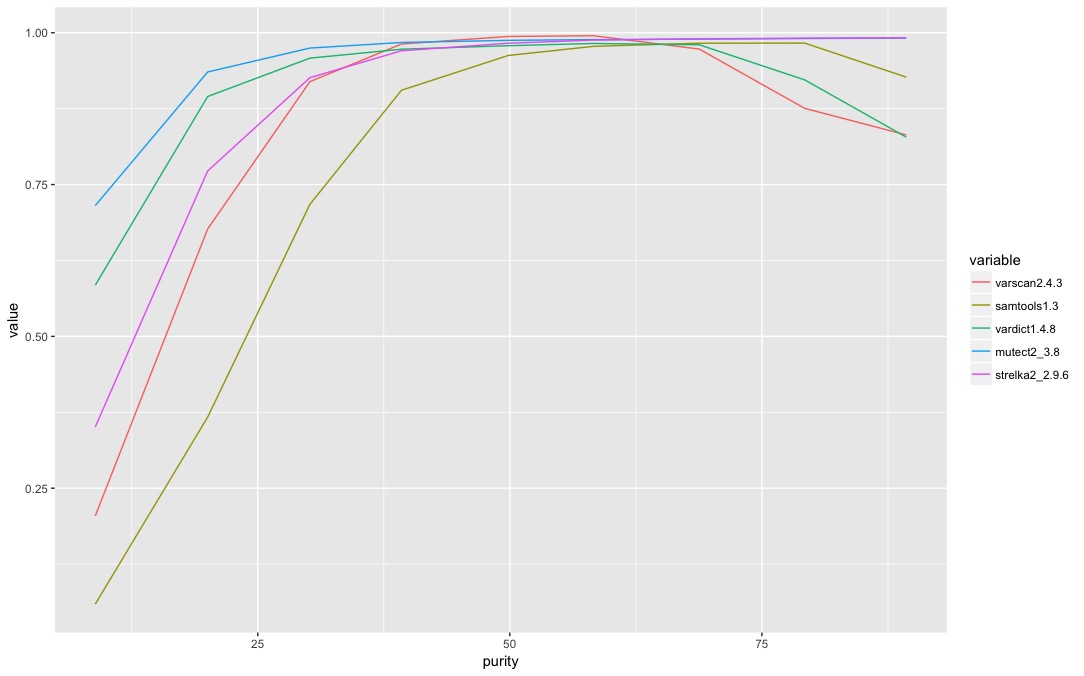 1.00
0.75
0.50
0.25
value
25
50
75
purity
variable
varscan2.4.3
samtools1.3
vardict1.4.8
mutect2_3.8
strelka2_2.9.6